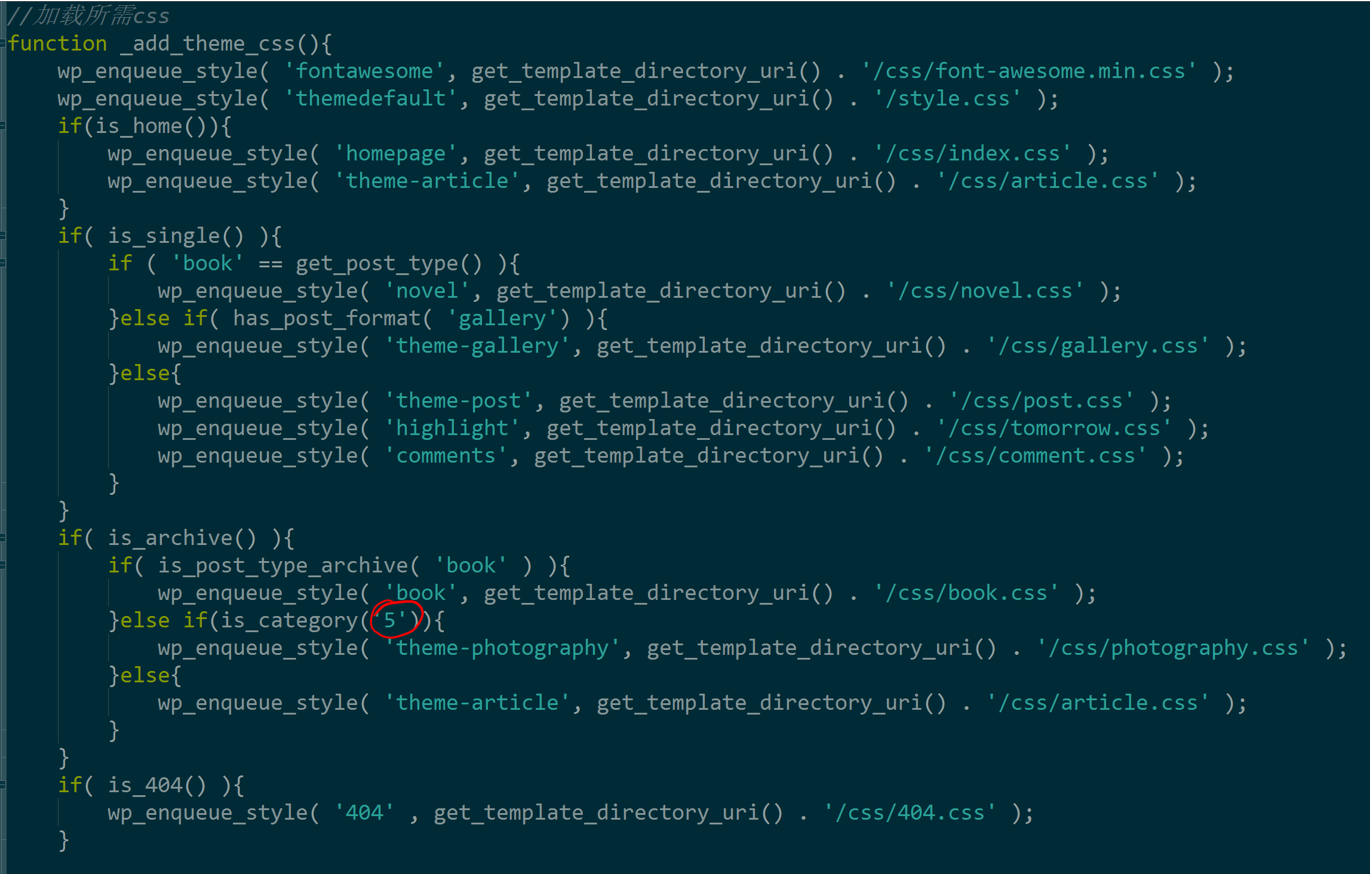 //加载所需css
function _add_theme_css(){
    wp_enqueue_style( 'fontawesome', get_template_directory_uri() . '/css/font-awesome.min.css' );
    wp_enqueue_style( 'themedefault', get_template_directory_uri() . '/style.css' );
    if(is_home()){
        wp_enqueue_style( 'homepage', get_template_directory_uri() . '/css/index.css' );
        wp_enqueue_style( 'theme-article', get_template_directory_uri() . '/css/article.css' );
    }
    if( is_single() ){
        if ( 'book' == get_post_type() ){
            wp_enqueue_style( 'novel', get_template_directory_uri() . '/css/novel.css' );
        }else if( has_post_format( 'gallery') ){
            wp_enqueue_style( 'theme-gallery', get_template_directory_uri() . '/css/gallery.css' );
        }else{
            wp_enqueue_style( 'theme-post', get_template_directory_uri() . '/css/post.css' );
            wp_enqueue_style( 'highlight', get_template_directory_uri() . '/css/tomorrow.css' );
            wp_enqueue_style( 'comments', get_template_directory_uri() . '/css/comment.css' );
        }
    }
    if( is_archive() ){
        if( is_post_type_archive( 'book' ) ){
            wp_enqueue_style( 'book', get_template_directory_uri() . '/css/book.css' );
        }else if(is_category('5')){
            wp_enqueue_style( 'theme-photography', get_template_directory_uri() . '/css/photography.css' );
        }else{
            wp_enqueue_style( 'theme-article', get_template_directory_uri() . '/css/article.css' );
        }
    }
    if( is_404() ){
        wp_enqueue_style( '404' , get_template_directory_uri() . '/css/404.css' );
    }